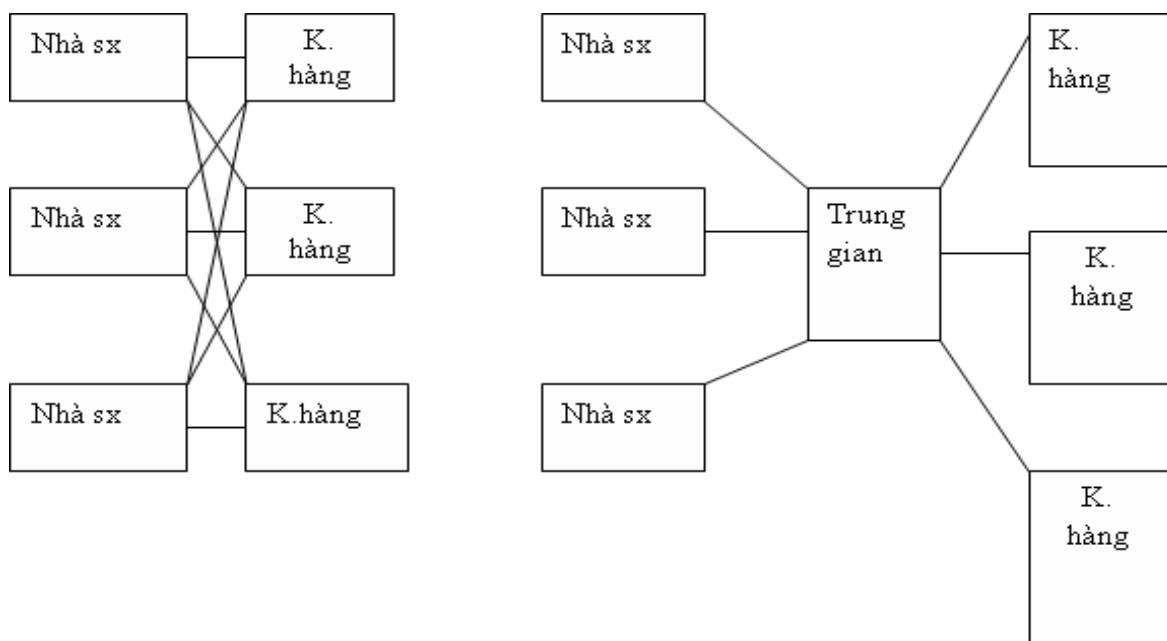 Nhà sx
K.
hàng
Nhà sx
K.
hàng
Nhà sx
K.hàng
Nhà sx
Nhà sx
Nhà sx
Trung
gian
K.
hàng
K.
hàng
K.
hàng